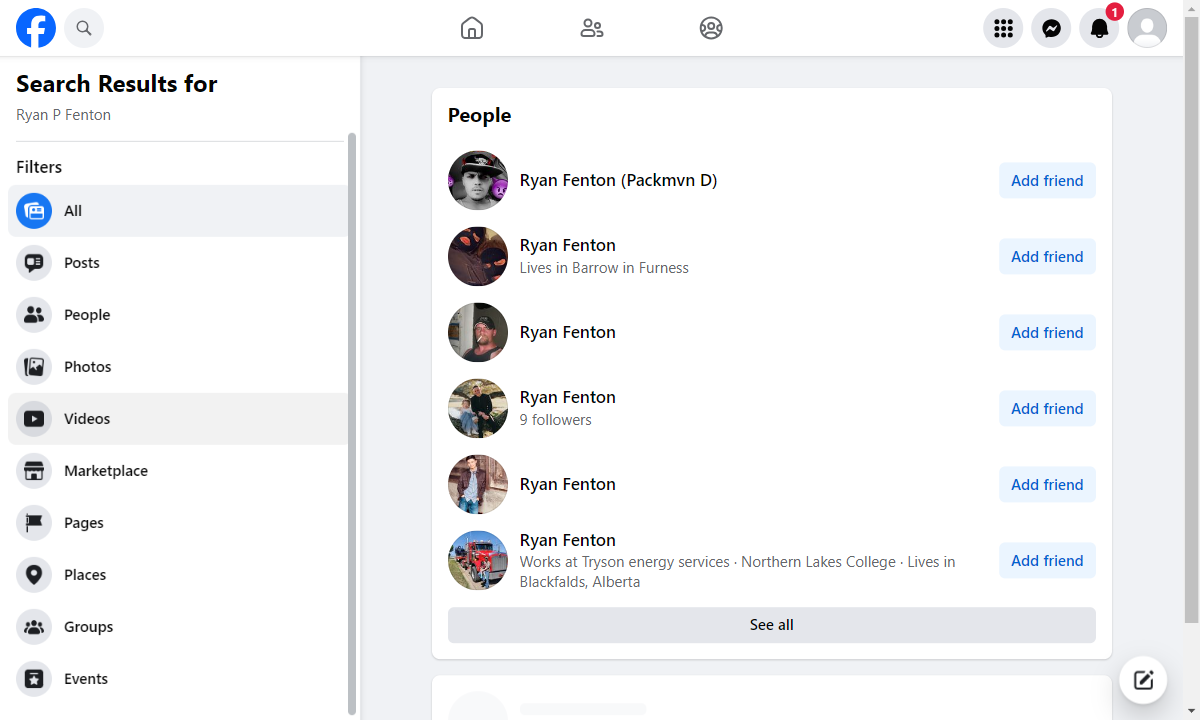 1
Search Results for
Ryan P Fenton
Filters
All
Posts
People
Photos
Videos
Marketplace
Pages
Places
Groups
Events
People
Ryan Fenton (Packmvn D)
Add friend
Ryan Fenton
Lives in Barrow in Furness
Add friend
Ryan Fenton
Add friend
Ryan Fenton
9 followers
Add friend
Ryan Fenton
Add friend
Ryan Fenton
Works at Tryson energy services · Northern Lakes College · Lives in
Blackfalds, Alberta
Add friend
See all